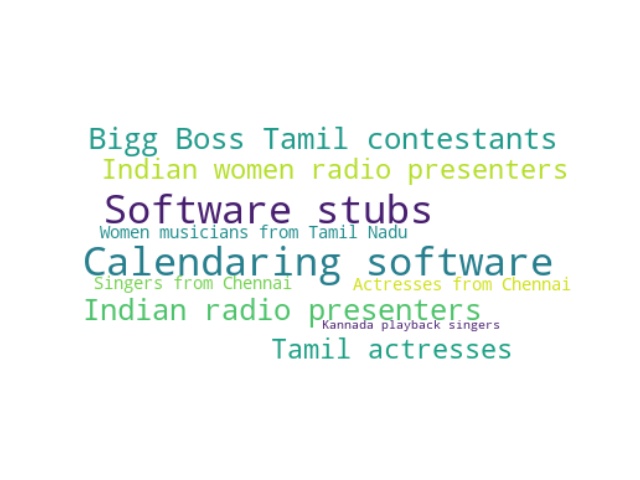 Bigg Boss Tamil contestants
Indian women radio presenters
Software stubs
Women musicians from Tamil Nadu
Calendaring software
Singers from Chennai
Actresses from Chennai
Indian radio presenters
Kannada playback singers
Tamil actresses